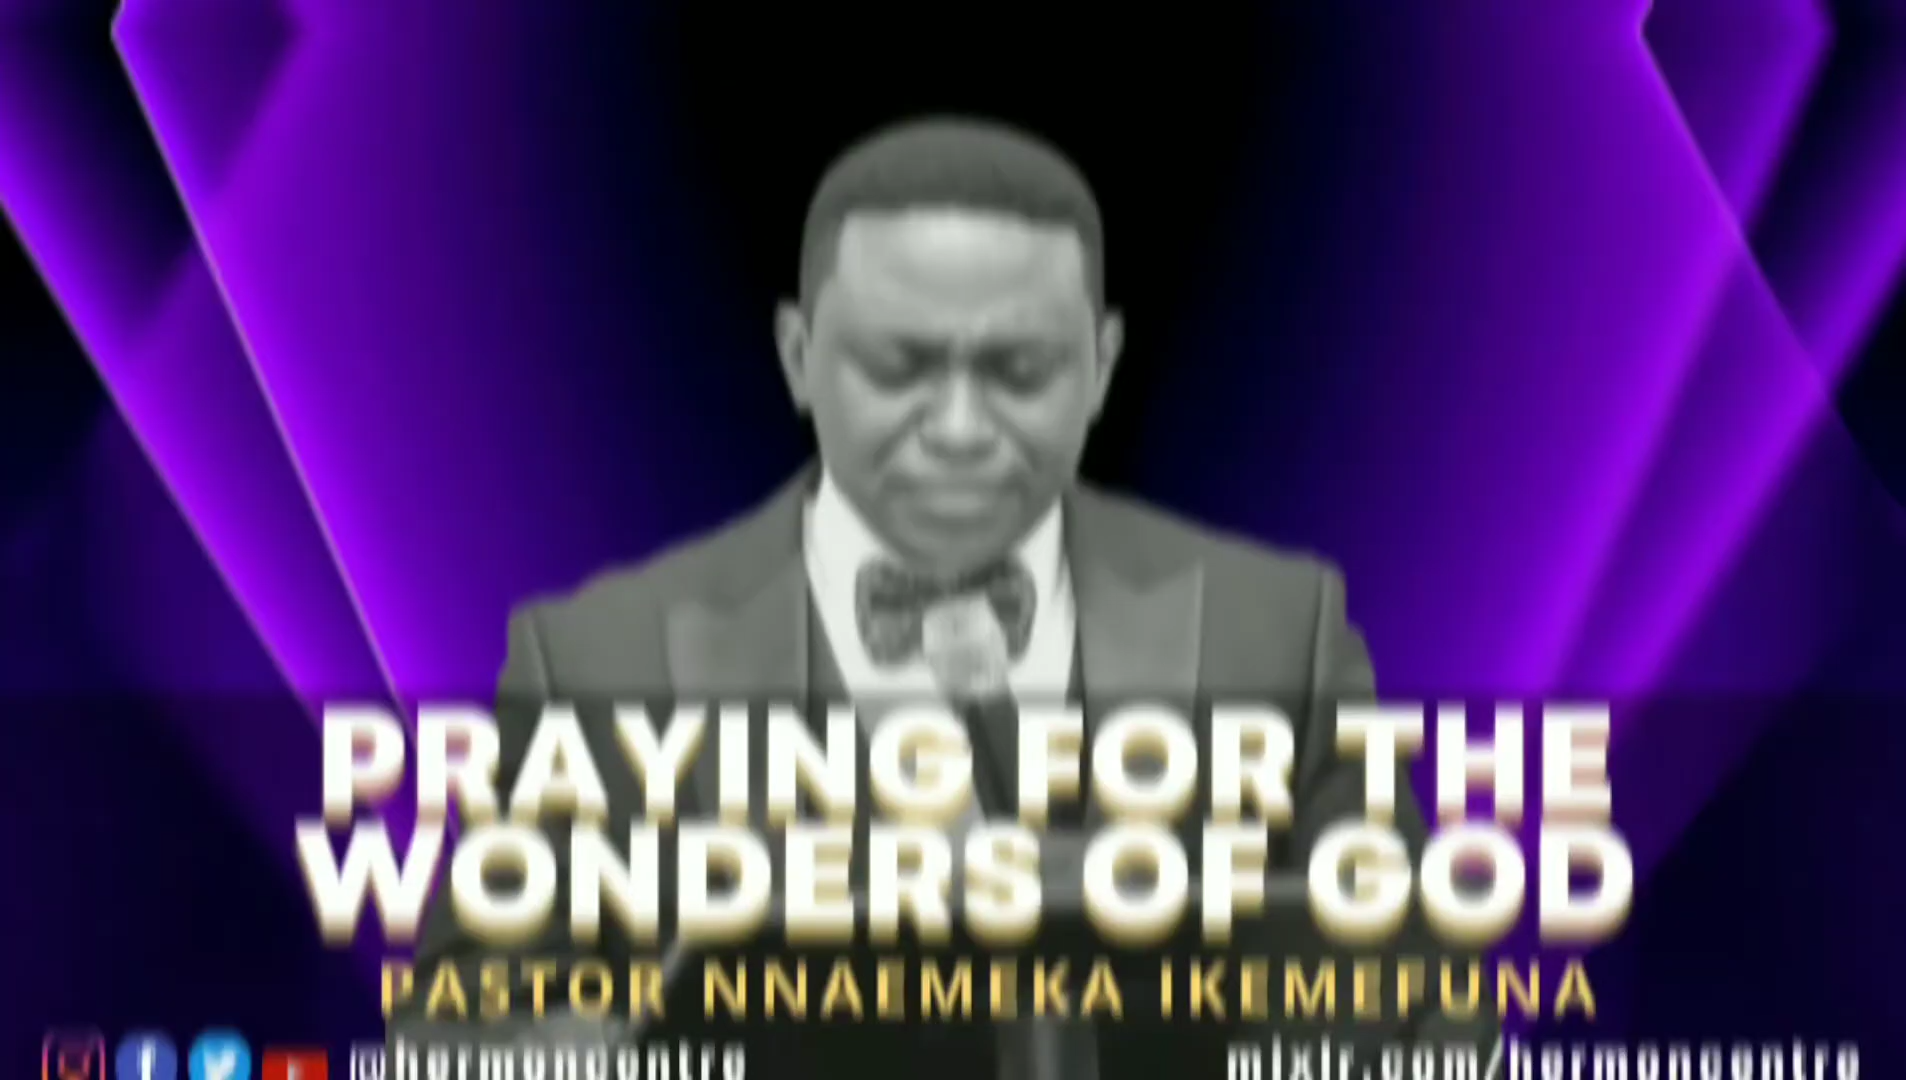 PRAYING FOR THE
WONDERS OF GOD
PASTOR NNAEMEKA IKEMEFUNA